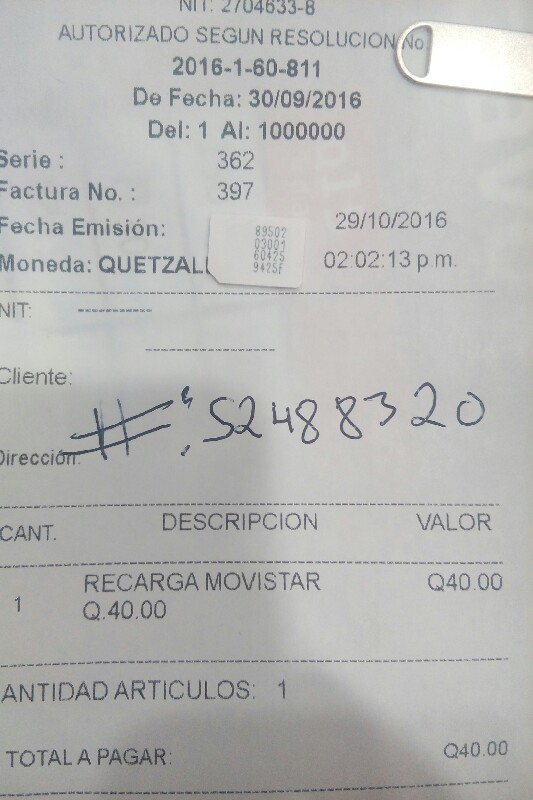 NIT: 2704633-8
AUTORIZADO SEGUN RESOLUCION No
2016-1-60-811
De Fecha: 30/09/2016
Del: 1 Al: 1000000
Serie : 362
Factura No. : 397
Fecha Emisión: 29/10/2016
Moneda: QUETZAL 02:02:13 p.m.
89502
03001
60425
9425F
NIT: -----------
-------------------
Cliente:
#: 52488320
Dirección:
CANT. DESCRIPCION VALOR
1 RECARGA MOVISTAR Q40.00
Q.40.00
ANTIDAD ARTICULOS: 1
TOTAL A PAGAR: Q40.00